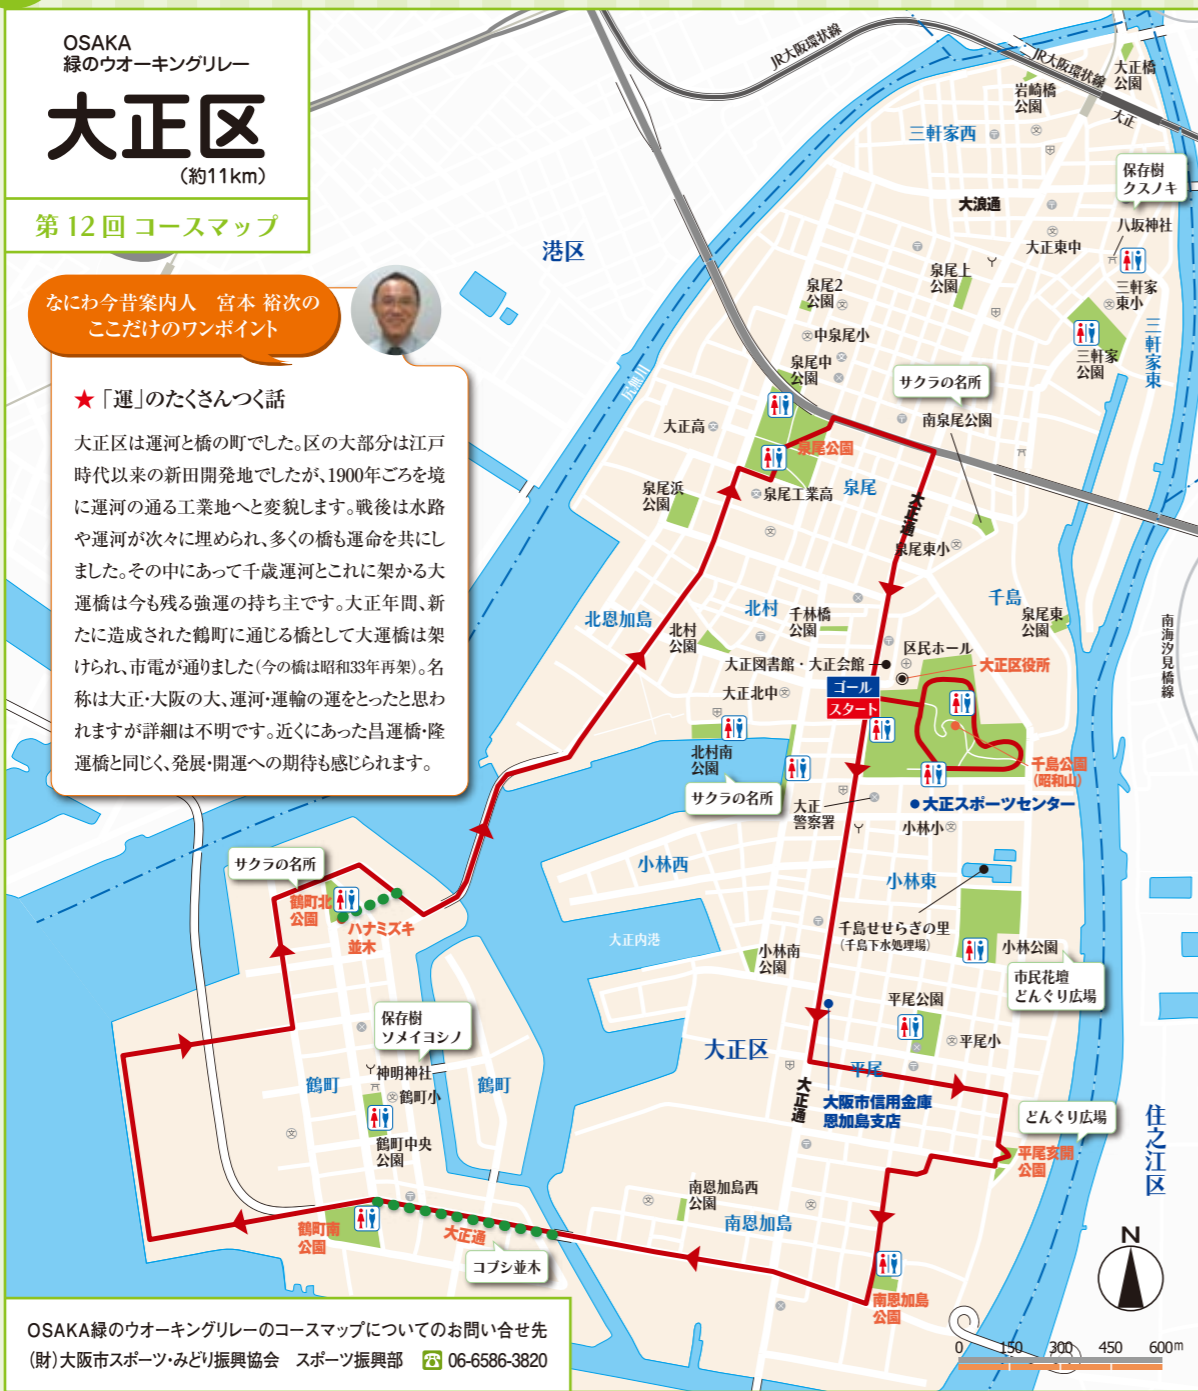 OSAKA
緑のウオーキングリレー
大正区
(約11km)
第12回 コースマップ
なにわ今昔案内人　宮本 裕次の
ここだけのワンポイント
★「運」のたくさんつく話
大正区は運河と橋の町でした。区の大部分は江戸
時代以来の新田開発地でしたが、1900年ごろを境
に運河の通る工業地へと変貌します。戦後は水路
や運河が次々に埋められ、多くの橋も運命を共にし
ました。その中にあって千歳運河とこれに架かる大
運橋は今も残る強運の持ち主です。大正年間、新
たに造成された鶴町に通じる橋として大運橋は架
けられ、市電が通りました(今の橋は昭和33年再架)。名
称は大正・大阪の大、運河・運輸の運をとったと思わ
れますが詳細は不明です。近くにあった昌運橋・隆
運橋と同じく、発展・開運への期待も感じられます。
JR大阪環状線
JR大阪環状線
大正橋
公園
岩崎橋
公園
大正
三軒家西
保存樹
クスノキ
大浪通
八坂神社
大正東中
港区
泉尾上
公園
三軒家
東小
泉尾2
公園
三軒家東
中泉尾小
三軒家
公園
泉尾中
公園
サクラの名所
南泉尾公園
尻無川
大正高
泉尾公園
泉尾浜
公園
泉尾工業高
泉尾
大正通
泉尾東小
千島
北恩加島
北村
千林橋
公園
泉尾東
公園
北村
公園
区民ホール
大正図書館・大正会館
大正区役所
大正北中
ゴール
スタート
南海汐見橋線
北村南
公園
千島公園
(昭和山)
サクラの名所
大正
警察署
大正スポーツセンター
小林小
サクラの名所
小林西
小林東
鶴町北
公園
ハナミズキ
並木
千島せせらぎの里
(千島下水処理場)
大正内港
小林南
公園
小林公園
市民花壇
どんぐり広場
平尾公園
保存樹
ソメイヨシノ
大正区
平尾小
神明神社
鶴町
鶴町
平尾
鶴町小
大正通
大阪市信用金庫
恩加島支店
どんぐり広場
住之江区
鶴町中央
公園
平尾亥開
公園
南恩加島西
公園
南恩加島
鶴町南
公園
大正通
コブシ並木
南恩加島
公園
N
0 150 300 450 600m
OSAKA緑のウオーキングリレーのコースマップについてのお問い合せ先
(財)大阪市スポーツ・みどり振興協会　スポーツ振興部　06-6586-3820